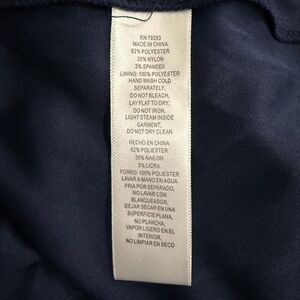 RN 79283
MADE IN CHINA
62% POLYESTER
35% NYLON
3% SPANDEX
LINING: 100% POLYESTER
HAND WASH COLD
SEPARATELY,
DO NOT BLEACH,
LAY FLAT TO DRY,
DO NOT IRON,
LIGHT STEAM INSIDE
GARMENT,
DO NOT DRY CLEAN
HECHO EN CHINA
62% POLIESTER
35% NAILON
3% LICRA
FORRO: 100% POLIESTER
LAVAR A MANO EN AGUA
FRIA POR SEPARADO,
NO LAVAR CON
BLANQUEADOR,
DEJAR SECAR EN UNA
SUPERFICIE PLANA,
NO PLANCHA,
VAPOR LIGERO EN EL
INTERIOR,
NO LIMPIAR EN SECO